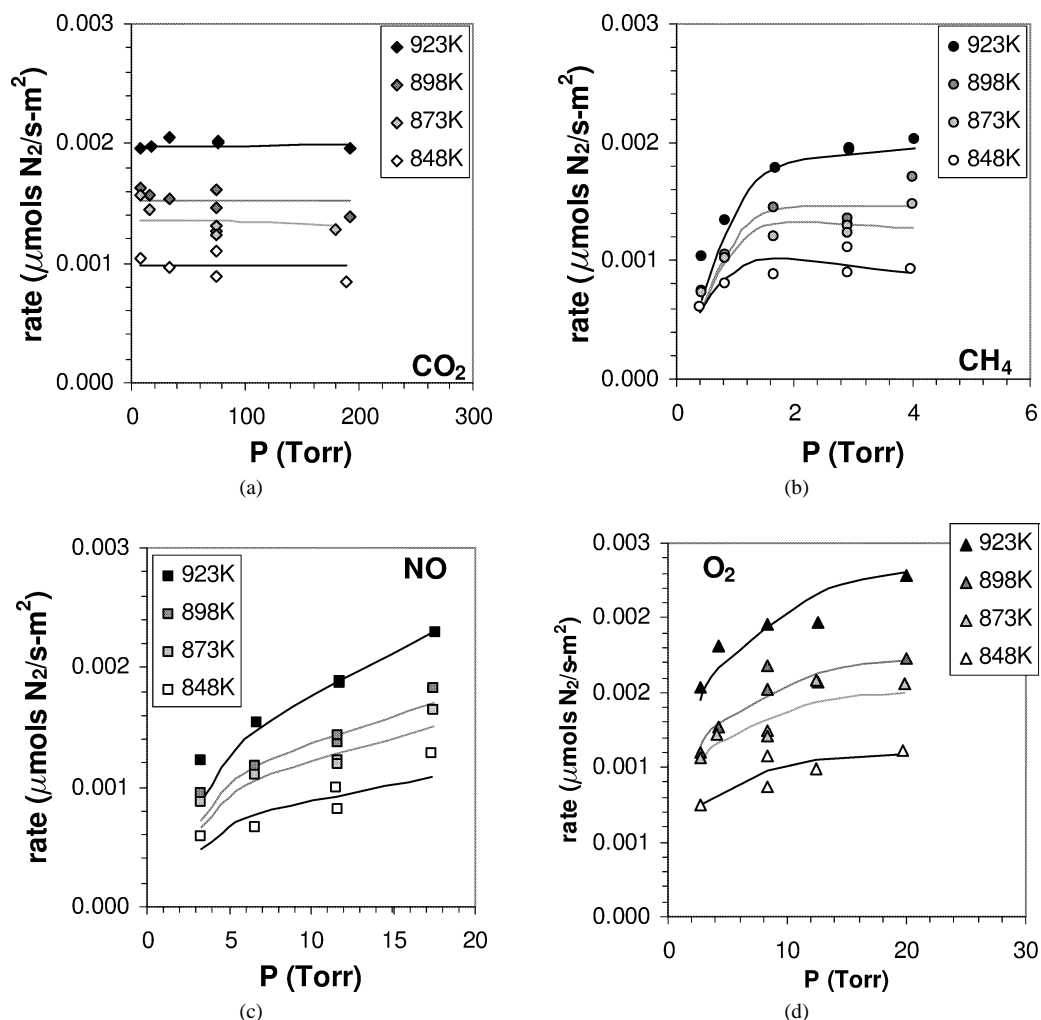 0.003
0.002
0.001
0.000
rate (μmols N2/s-m²)
923K
898K
873K
848K
CO₂
0 100 200 300
P (Torr)
(a)
0.003
0.002
0.001
0.000
rate (μmols N2/s-m²)
923K
898K
873K
848K
CH₄
0 2 4 6
P (Torr)
(b)
0.003
0.002
0.001
0.000
rate (μmols N2/s-m²)
923K
898K
873K
848K
NO
0 5 10 15 20
P (Torr)
(c)
0.003
0.002
0.002
0.001
0.001
0.000
rate (μmols N₂/s-m²)
O₂
923K
898K
873K
848K
0 10 20 30
P (Torr)
(d)